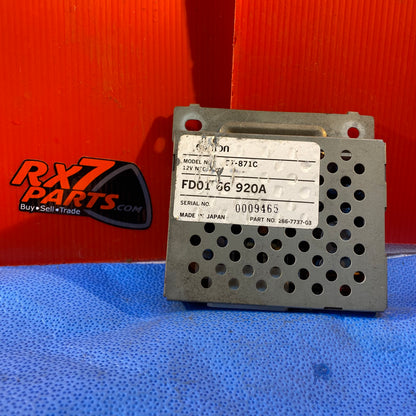 RX7
PARTS.COM
Buy • Sell • Trade
MODEL NO.
-871C
12V
FD01 66 920A
SERIAL NO.
0009465
MADE IN JAPAN
PART NO. 286-7737-03